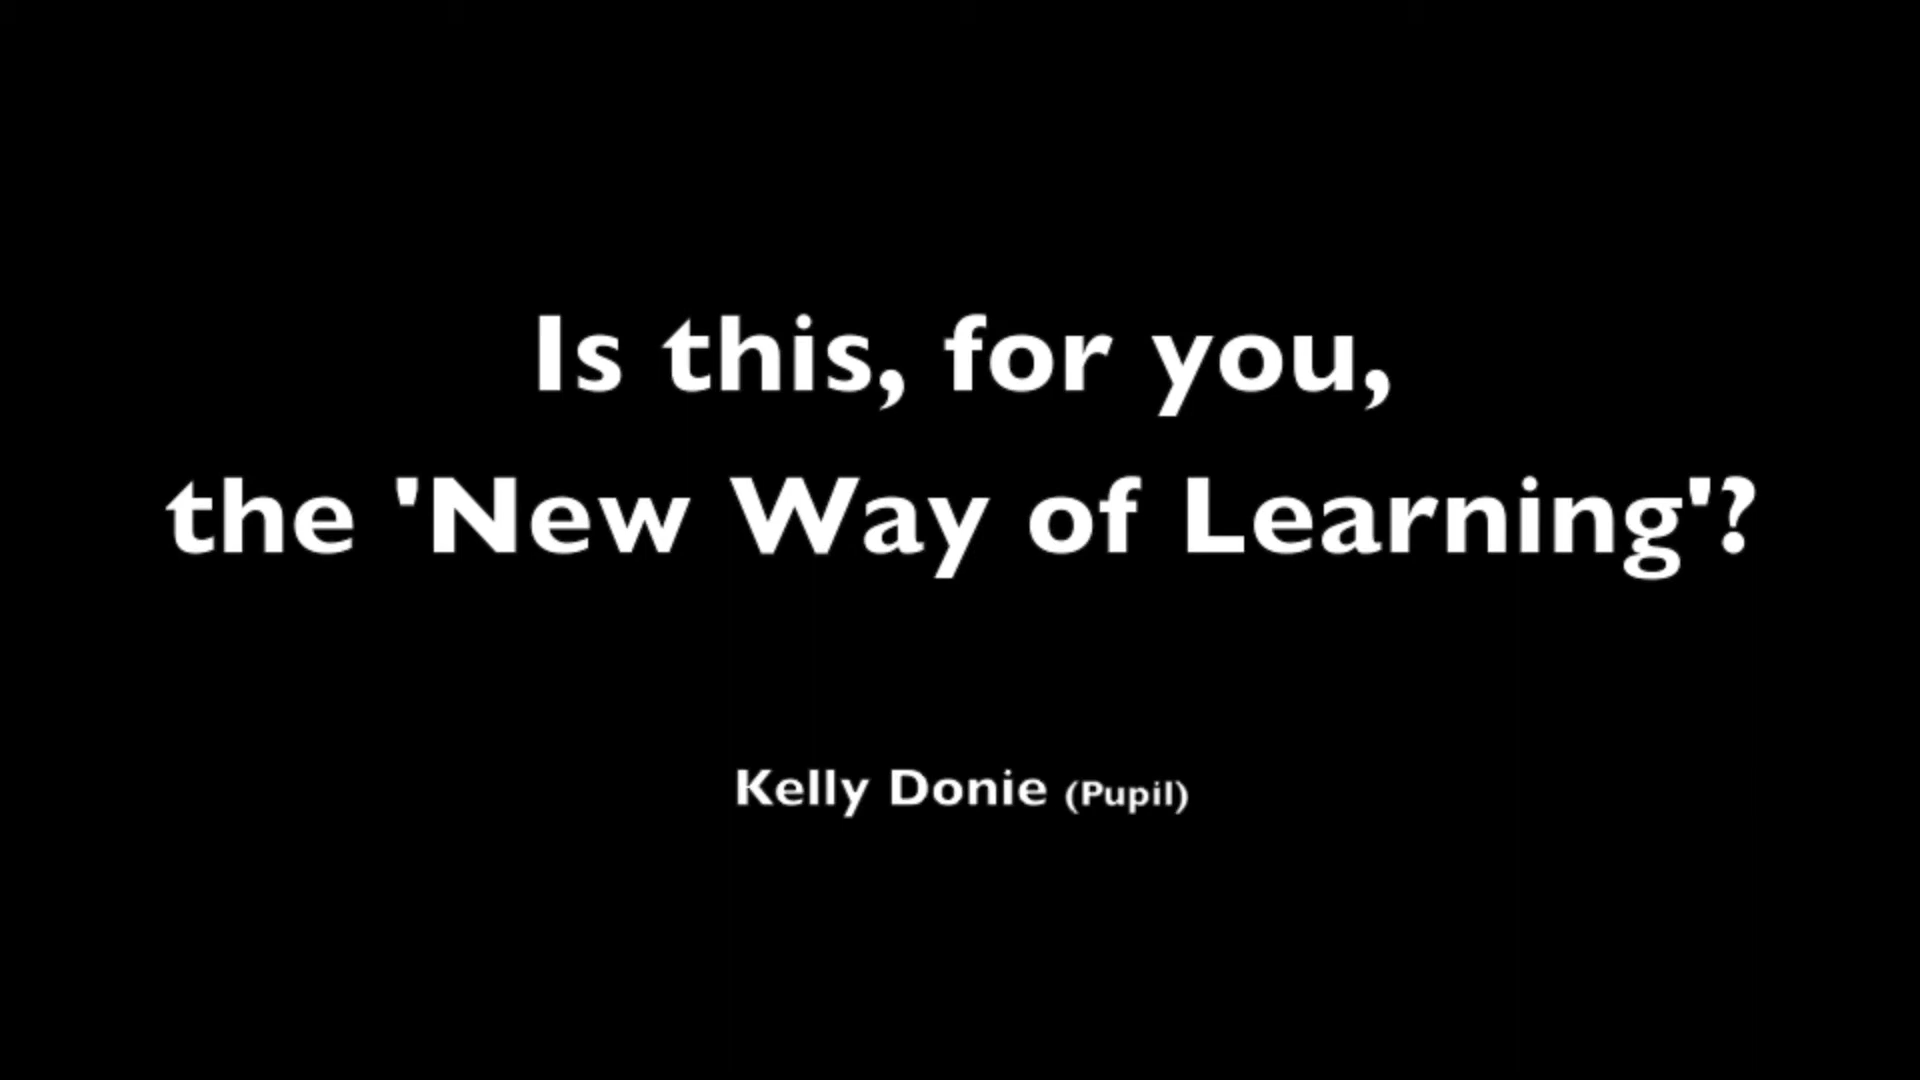 Is this, for you,
the 'New Way of Learning'?
Kelly Donie (Pupil)